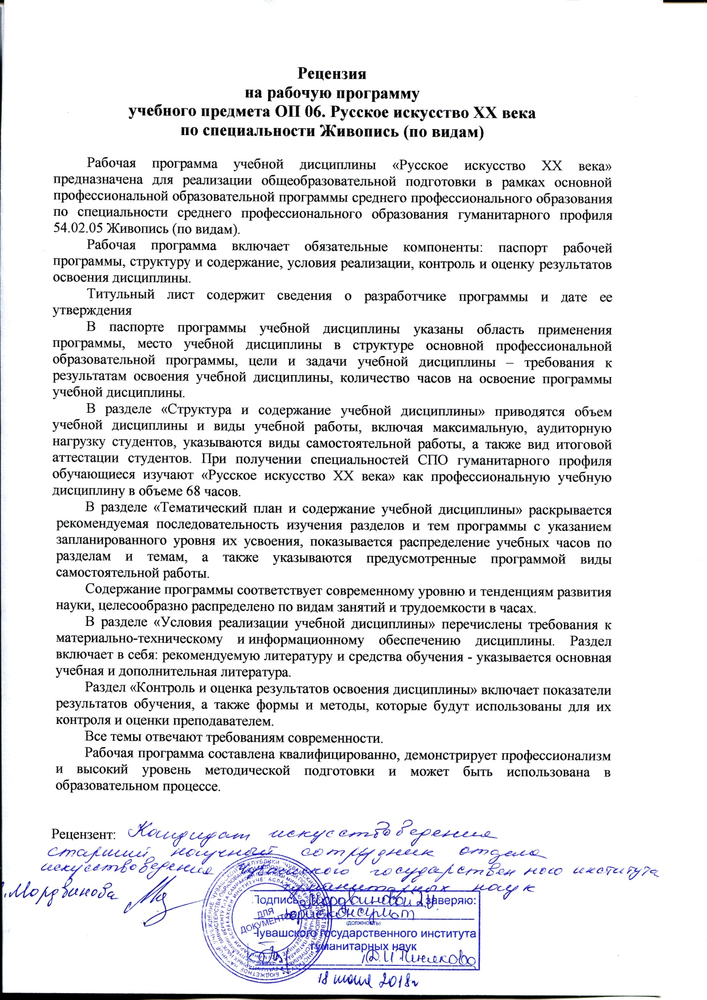 Рецензия
на рабочую программу
учебного предмета ОП 06. Русское искусство XX века
по специальности Живопись (по видам)
Рабочая программа учебной дисциплины «Русское искусство XX века»
предназначена для реализации общеобразовательной подготовки в рамках основной
профессиональной образовательной программы среднего профессионального образования
по специальности среднего профессионального образования гуманитарного профиля
54.02.05 Живопись (по видам).
Рабочая программа включает обязательные компоненты: паспорт рабочей
программы, структуру и содержание, условия реализации, контроль и оценку результатов
освоения дисциплины.
Титульный лист содержит сведения о разработчике программы и дате ее
утверждения
В паспорте программы учебной дисциплины указаны область применения
программы, место учебной дисциплины в структуре основной профессиональной
образовательной программы, цели и задачи учебной дисциплины – требования к
результатам освоения учебной дисциплины, количество часов на освоение программы
учебной дисциплины.
В разделе «Структура и содержание учебной дисциплины» приводятся объем
учебной дисциплины и виды учебной работы, включая максимальную, аудиторную
нагрузку студентов, указываются виды самостоятельной работы, а также вид итоговой
аттестации студентов. При получении специальностей СПО гуманитарного профиля
обучающиеся изучают «Русское искусство XX века» как профессиональную учебную
дисциплину в объеме 68 часов.
В разделе «Тематический план и содержание учебной дисциплины» раскрывается
рекомендуемая последовательность изучения разделов и тем программы с указанием
запланированного уровня их усвоения, показывается распределение учебных часов по
разделам и темам, а также указываются предусмотренные программой виды
самостоятельной работы.
Содержание программы соответствует современному уровню и тенденциям развития
науки, целесообразно распределено по видам занятий и трудоемкости в часах.
В разделе «Условия реализации учебной дисциплины» перечислены требования к
материально-техническому и информационному обеспечению дисциплины. Раздел
включает в себя: рекомендуемую литературу и средства обучения - указывается основная
учебная и дополнительная литература.
Раздел «Контроль и оценка результатов освоения дисциплины» включает показатели
результатов обучения, а также формы и методы, которые будут использованы для их
контроля и оценки преподавателем.
Все темы отвечают требованиям современности.
Рабочая программа составлена квалифицированно, демонстрирует профессионализм
и высокий уровень методической подготовки и может быть использована в
образовательном процессе.
Рецензент: Кандидат искусствоведения
старший научный сотрудник отдела
искусствоведения Чувашского государственного института
гуманитарных наук
Мордвинова
Подпись Мордвиновой заверяю:
юрисконсульт
(должность)
Чувашского государственного института
гуманитарных наук
ДЛЯ
ДОКУМЕНТОВ
18 июня 2018г